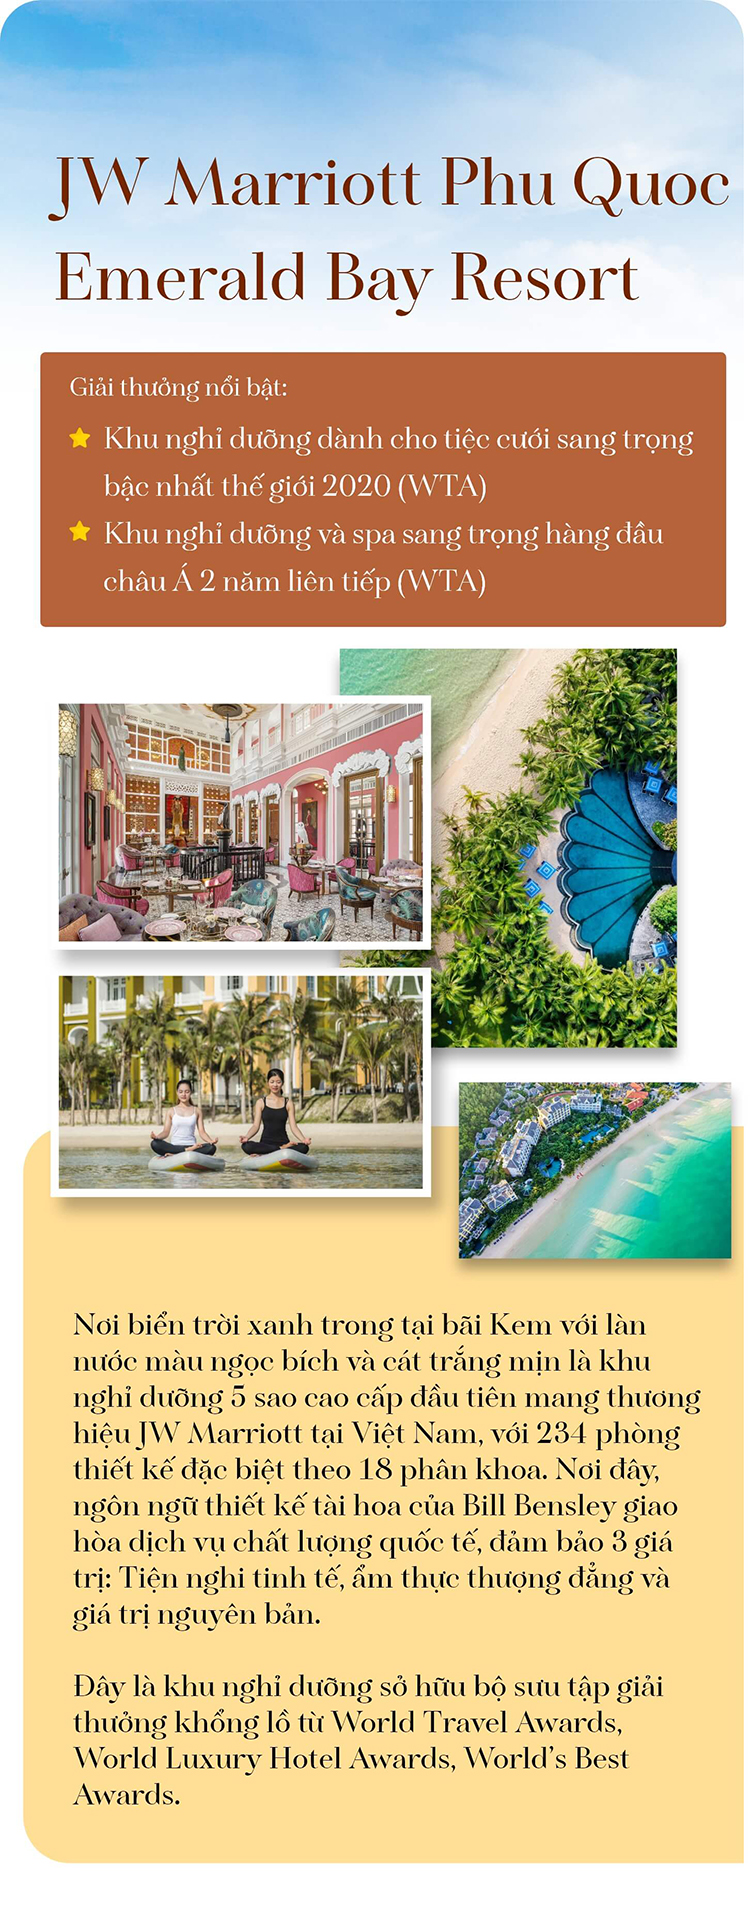 JW Marriott Phu Quoc
Emerald Bay Resort
Giải thưởng nổi bật:
Khu nghỉ dưỡng dành cho tiệc cưới sang trọng
bậc nhất thế giới 2020 (WTA)
Khu nghỉ dưỡng và spa sang trọng hàng đầu
châu Á 2 năm liên tiếp (WTA)
Nơi biển trời xanh trong tại bãi Kem với làn
nước màu ngọc bích và cát trắng mịn là khu
nghỉ dưỡng 5 sao cao cấp đầu tiên mang thương
hiệu JW Marriott tại Việt Nam, với 234 phòng
thiết kế đặc biệt theo 18 phân khoa. Nơi đây,
ngôn ngữ thiết kế tài hoa của Bill Bensley giao
hòa dịch vụ chất lượng quốc tế, đảm bảo 3 giá
trị: Tiện nghi tinh tế, ẩm thực thượng đẳng và
giá trị nguyên bản.
Đây là khu nghỉ dưỡng sở hữu bộ sưu tập giải
thưởng khổng lồ từ World Travel Awards,
World Luxury Hotel Awards, World’s Best
Awards.